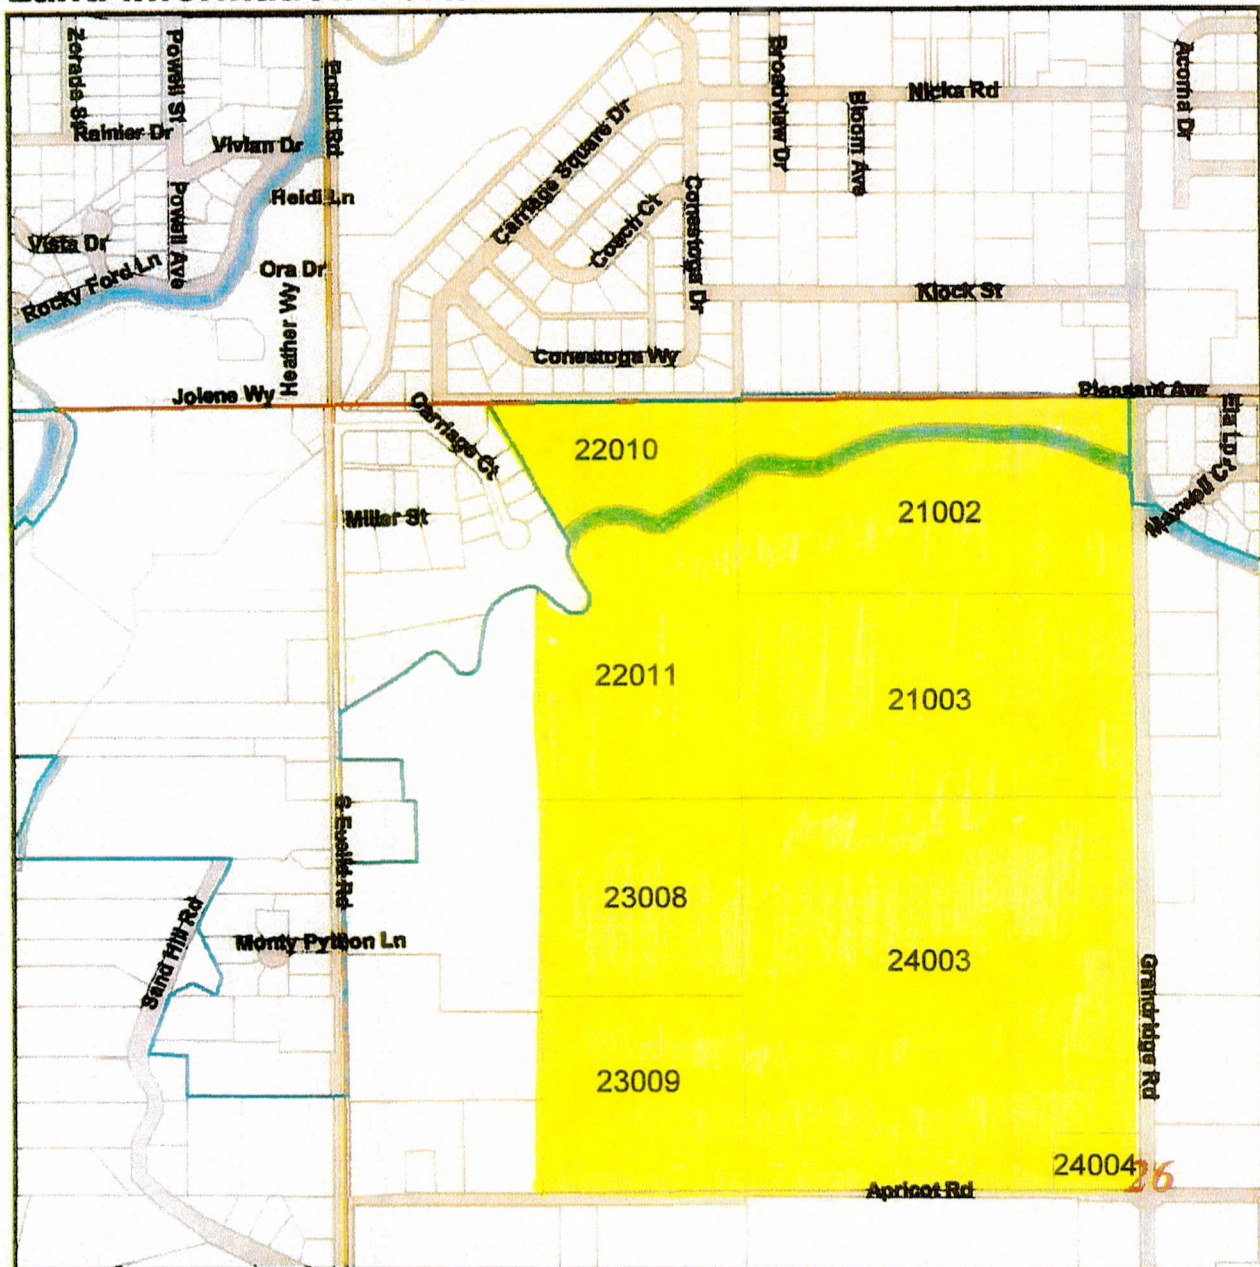 Zorada St
Powell St
Euclid Rd
Broadview Dr
Bloom Ave
Nicka Rd
Acoma Dr
Rainier Dr
Vivian Dr
Carriage Square Dr
Heidi Ln
Powell Ave
Coach Ct
Conestoga Dr
Vista Dr
Rocky Ford Ln
Ora Dr
Heather Wy
Klock St
Conestoga Wy
Jolene Wy
Pleasant Ave
Carriage Ct
Ella Lp
Maxwell Ct
22010
21002
Miller St
22011
21003
S Euclid Rd
23008
Sand Hill Rd
Monty Python Ln
24003
Grandridge Rd
23009
24004
26
Apricot Rd